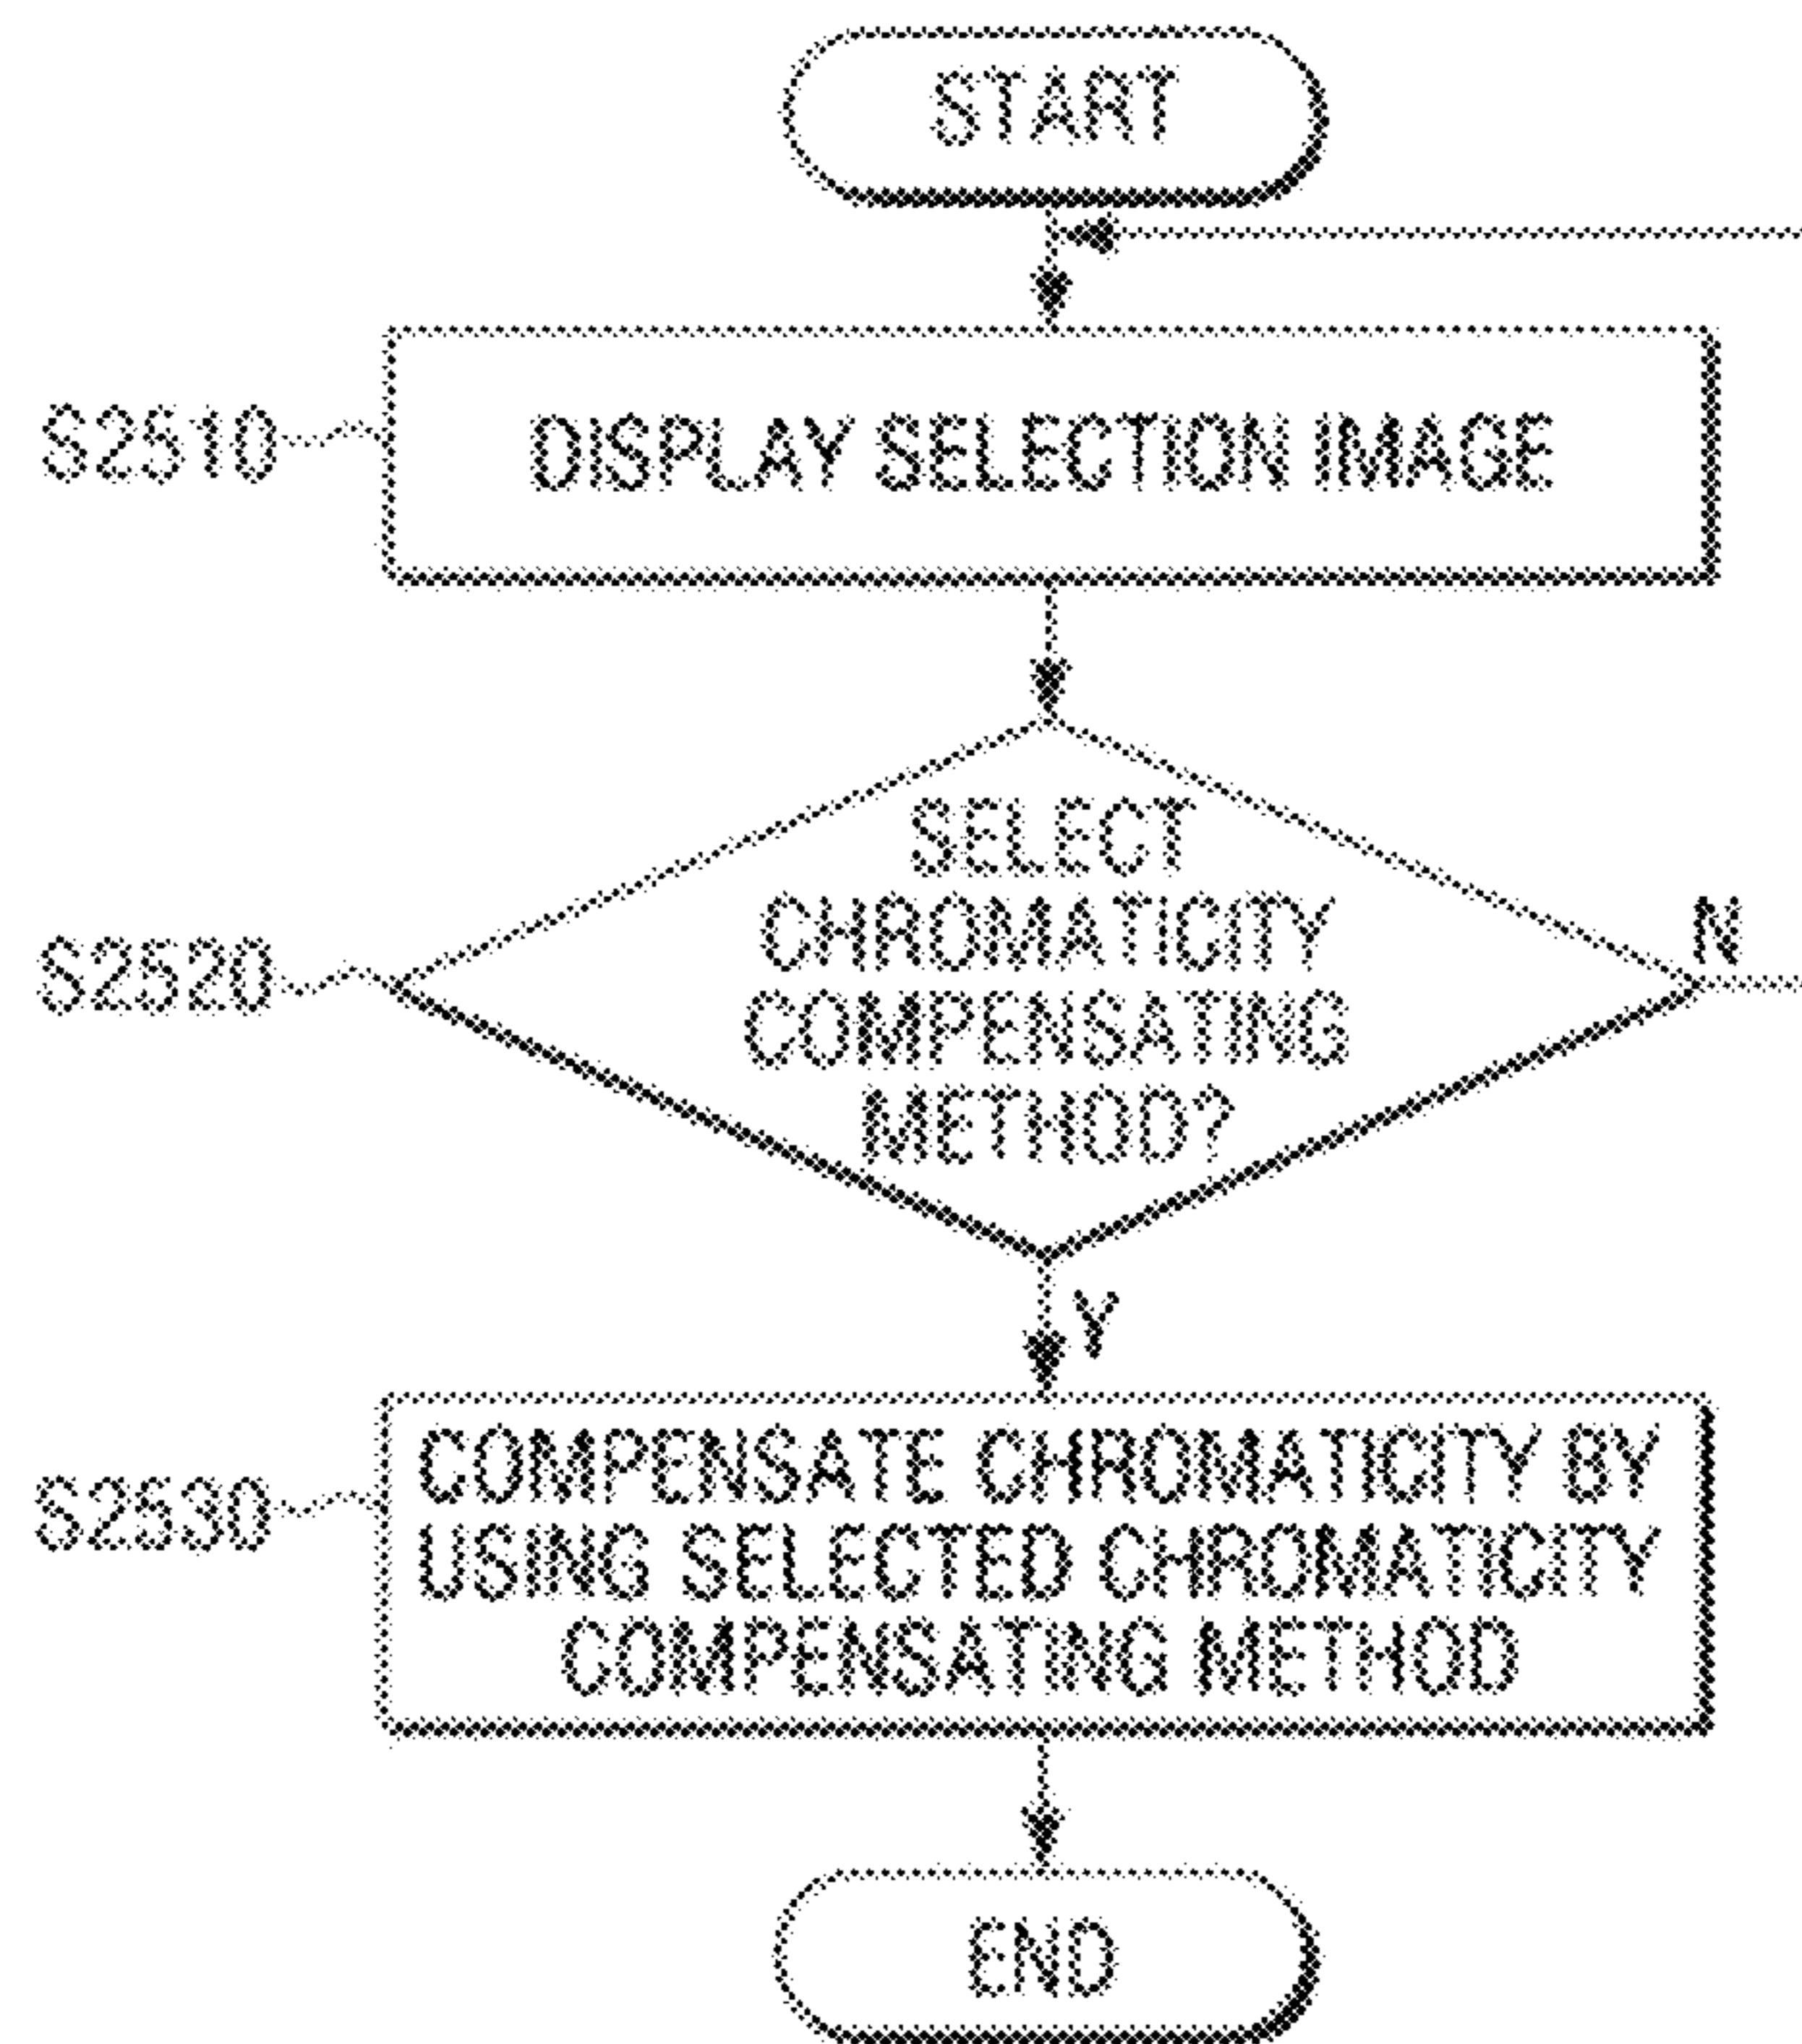 START
S2510
DISPLAY SELECTION IMAGE
SELECT
CHROMATICITY
COMPENSATING
METHOD?
S2520
N
Y
S2530
COMPENSATE CHROMATICITY BY
USING SELECTED CHROMATICITY
COMPENSATING METHOD
END